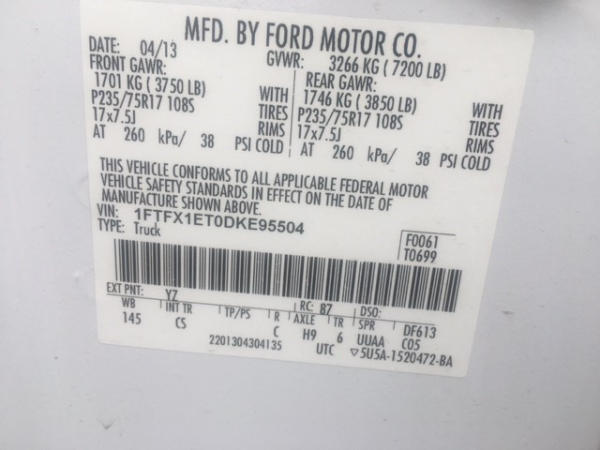 MFD. BY FORD MOTOR CO.
DATE: 04/13 GVWR: 3266 KG ( 7200 LB)
FRONT GAWR: REAR GAWR:
1701 KG ( 3750 LB) WITH 1746 KG ( 3850 LB) WITH
P235/75R17 108S TIRES P235/75R17 108S TIRES
17x7.5J RIMS 17x7.5J RIMS
AT 260 kPa/ 38 PSI COLD AT 260 kPa/ 38 PSI COLD
THIS VEHICLE CONFORMS TO ALL APPLICABLE FEDERAL MOTOR
VEHICLE SAFETY STANDARDS IN EFFECT ON THE DATE OF
MANUFACTURE SHOWN ABOVE.
VIN: 1FTFX1ET0DKE95504
TYPE: Truck
F0061
T0699
EXT PNT: YZ RC: 87 DSO:
WB INT TR TP/PS R AXLE TR SPR DF613
145 CS C H9 6 UUAA C05
2201304304135 UTC ▽5U5A-1520472-BA